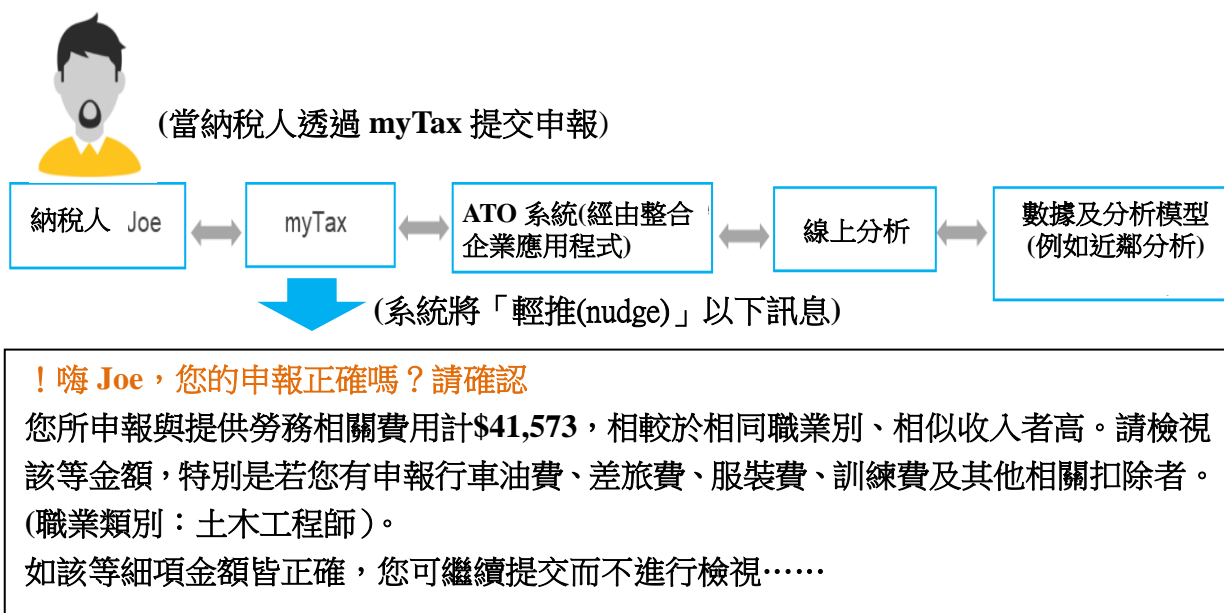 (當納稅人透過 myTax 提交申報)
納稅人 Joe
myTax
ATO 系統(經由整合
企業應用程式)
線上分析
數據及分析模型
(例如近鄰分析)
(系統將「輕推(nudge)」以下訊息)
！嗨 Joe，您的申報正確嗎？請確認
您所申報與提供勞務相關費用計$41,573，相較於相同職業別、相似收入者高。請檢視
該等金額，特別是若您有申報行車油費、差旅費、服裝費、訓練費及其他相關扣除者。
(職業類別：土木工程師)。
如該等細項金額皆正確，您可繼續提交而不進行檢視……